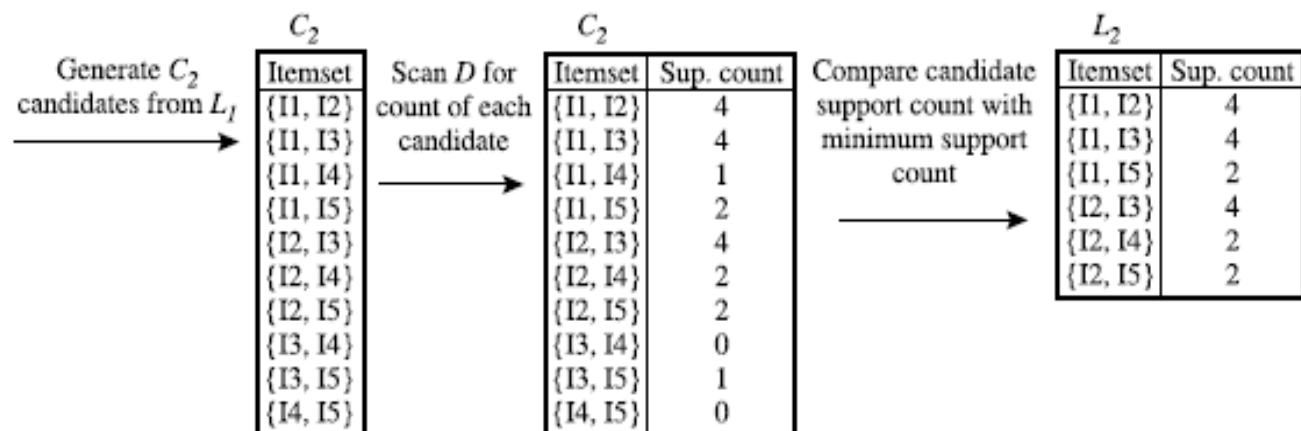 Generate C2
candidates from L1
C2
Itemset
{I1, I2}
{I1, I3}
{I1, I4}
{I1, I5}
{I2, I3}
{I2, I4}
{I2, I5}
{I3, I4}
{I3, I5}
{I4, I5}
Scan D for
count of each
candidate
C2
Itemset Sup. count
{I1, I2} 4
{I1, I3} 4
{I1, I4} 1
{I1, I5} 2
{I2, I3} 4
{I2, I4} 2
{I2, I5} 2
{I3, I4} 0
{I3, I5} 1
{I4, I5} 0
Compare candidate
support count with
minimum support
count
L2
Itemset Sup. count
{I1, I2} 4
{I1, I3} 4
{I1, I5} 2
{I2, I3} 4
{I2, I4} 2
{I2, I5} 2